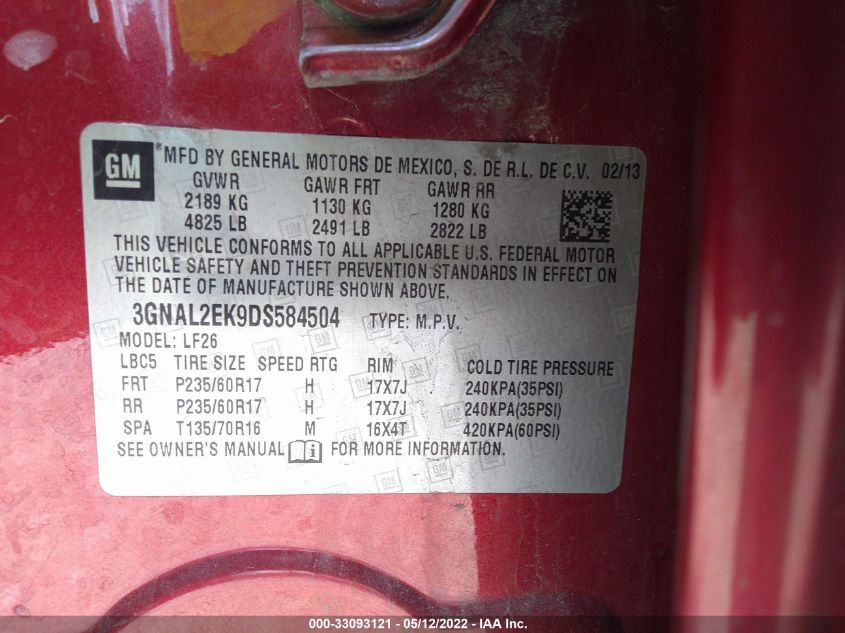 GM
MFD BY GENERAL MOTORS DE MEXICO, S. DE R.L. DE C.V. 02/13
GVWR GAWR FRT GAWR RR
2189 KG 1130 KG 1280 KG
4825 LB 2491 LB 2822 LB
THIS VEHICLE CONFORMS TO ALL APPLICABLE U.S. FEDERAL MOTOR
VEHICLE SAFETY AND THEFT PREVENTION STANDARDS IN EFFECT ON
THE DATE OF MANUFACTURE SHOWN ABOVE.
3GNAL2EK9DS584504 TYPE: M.P.V.
MODEL: LF26
LBC5 TIRE SIZE SPEED RTG RIM COLD TIRE PRESSURE
FRT P235/60R17 H 17X7J 240KPA(35PSI)
RR P235/60R17 H 17X7J 240KPA(35PSI)
SPA T135/70R16 M 16X4T 420KPA(60PSI)
SEE OWNER'S MANUAL i FOR MORE INFORMATION.
000-33093121 - 05/12/2022 - IAA, Inc.